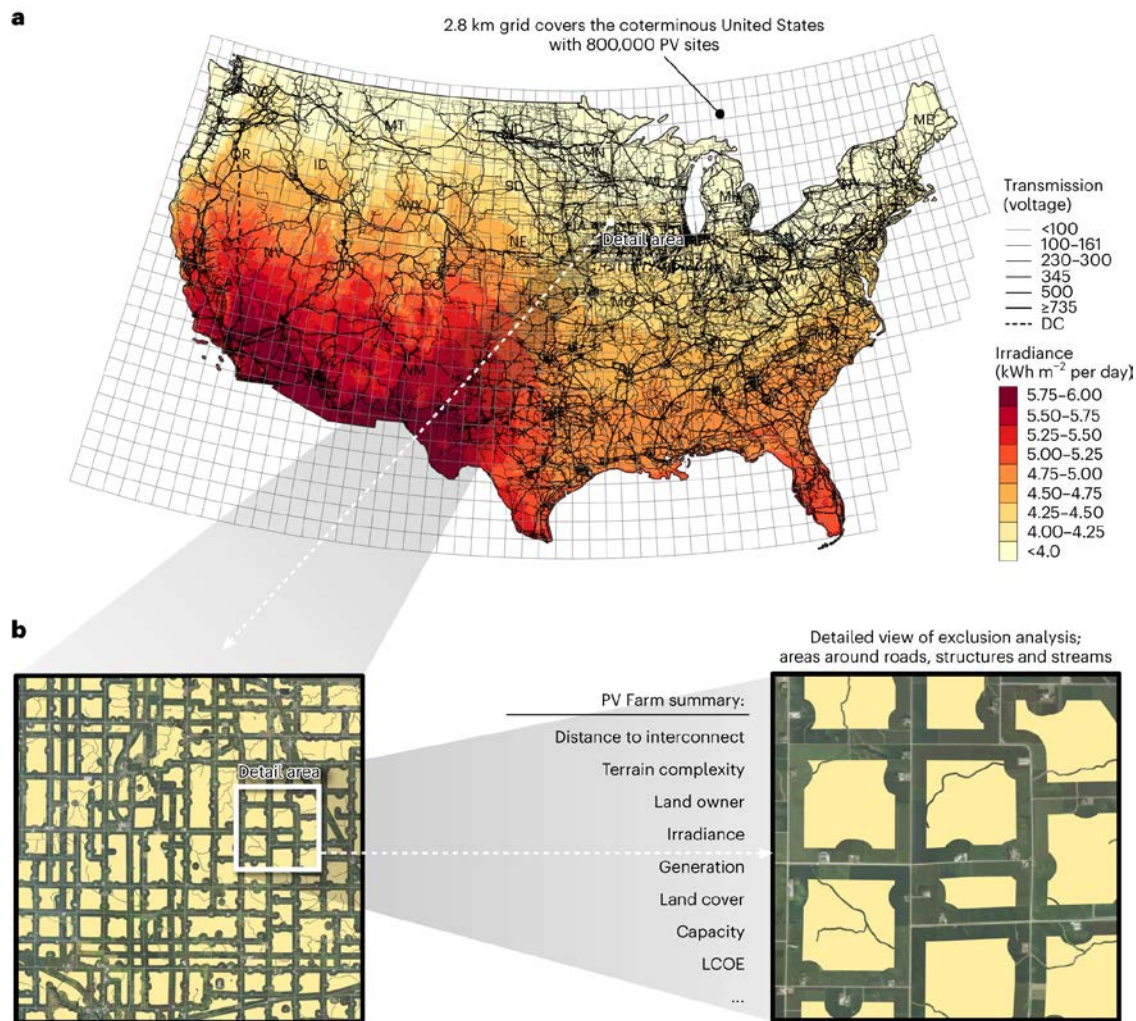 a
2.8 km grid covers the coterminous United States
with 800,000 PV sites
ME
MT
OR
ID
MN
SD
WY
NE
IA
PA
Detail area
NV
CO
KS
MO
NM
Transmission
(voltage)
<100
100–161
230–300
345
500
≥735
DC
Irradiance
(kWh m⁻² per day)
5.75–6.00
5.50–5.75
5.25–5.50
5.00–5.25
4.75–5.00
4.50–4.75
4.25–4.50
4.00–4.25
<4.0
b
Detail area
PV Farm summary:
Distance to interconnect
Terrain complexity
Land owner
Irradiance
Generation
Land cover
Capacity
LCOE
...
Detailed view of exclusion analysis;
areas around roads, structures and streams